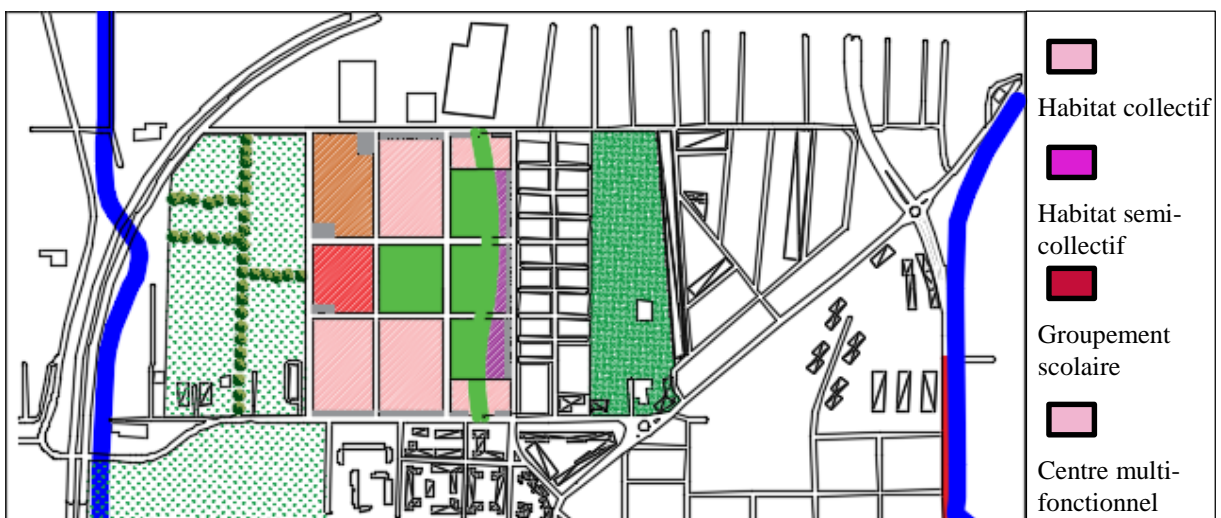 Habitat collectif
Habitat semi-
collectif
Groupement
scolaire
Centre multi-
fonctionnel